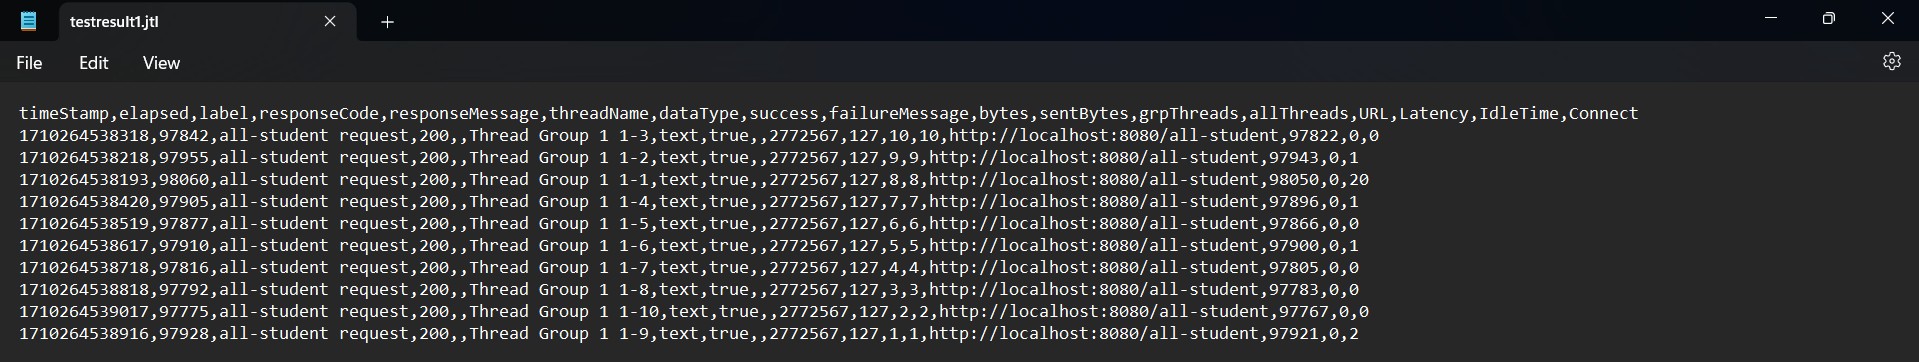 testresult1.jtl
File Edit View
timeStamp,elapsed,label,responseCode,responseMessage,threadName,dataType,success,failureMessage,bytes,sentBytes,grpThreads,allThreads,URL,Latency,IdleTime,Connect
1710264538318,97842,all-student request,200,,Thread Group 1 1-3,text,true,,2772567,127,10,10,http://localhost:8080/all-student,97822,0,0
1710264538218,97955,all-student request,200,,Thread Group 1 1-2,text,true,,2772567,127,9,9,http://localhost:8080/all-student,97943,0,1
1710264538193,98060,all-student request,200,,Thread Group 1 1-1,text,true,,2772567,127,8,8,http://localhost:8080/all-student,98050,0,20
1710264538420,97905,all-student request,200,,Thread Group 1 1-4,text,true,,2772567,127,7,7,http://localhost:8080/all-student,97896,0,1
1710264538519,97877,all-student request,200,,Thread Group 1 1-5,text,true,,2772567,127,6,6,http://localhost:8080/all-student,97866,0,0
1710264538617,97910,all-student request,200,,Thread Group 1 1-6,text,true,,2772567,127,5,5,http://localhost:8080/all-student,97900,0,1
1710264538718,97816,all-student request,200,,Thread Group 1 1-7,text,true,,2772567,127,4,4,http://localhost:8080/all-student,97805,0,0
1710264538818,97792,all-student request,200,,Thread Group 1 1-8,text,true,,2772567,127,3,3,http://localhost:8080/all-student,97783,0,0
1710264539017,97775,all-student request,200,,Thread Group 1 1-10,text,true,,2772567,127,2,2,http://localhost:8080/all-student,97767,0,0
1710264538916,97928,all-student request,200,,Thread Group 1 1-9,text,true,,2772567,127,1,1,http://localhost:8080/all-student,97921,0,2